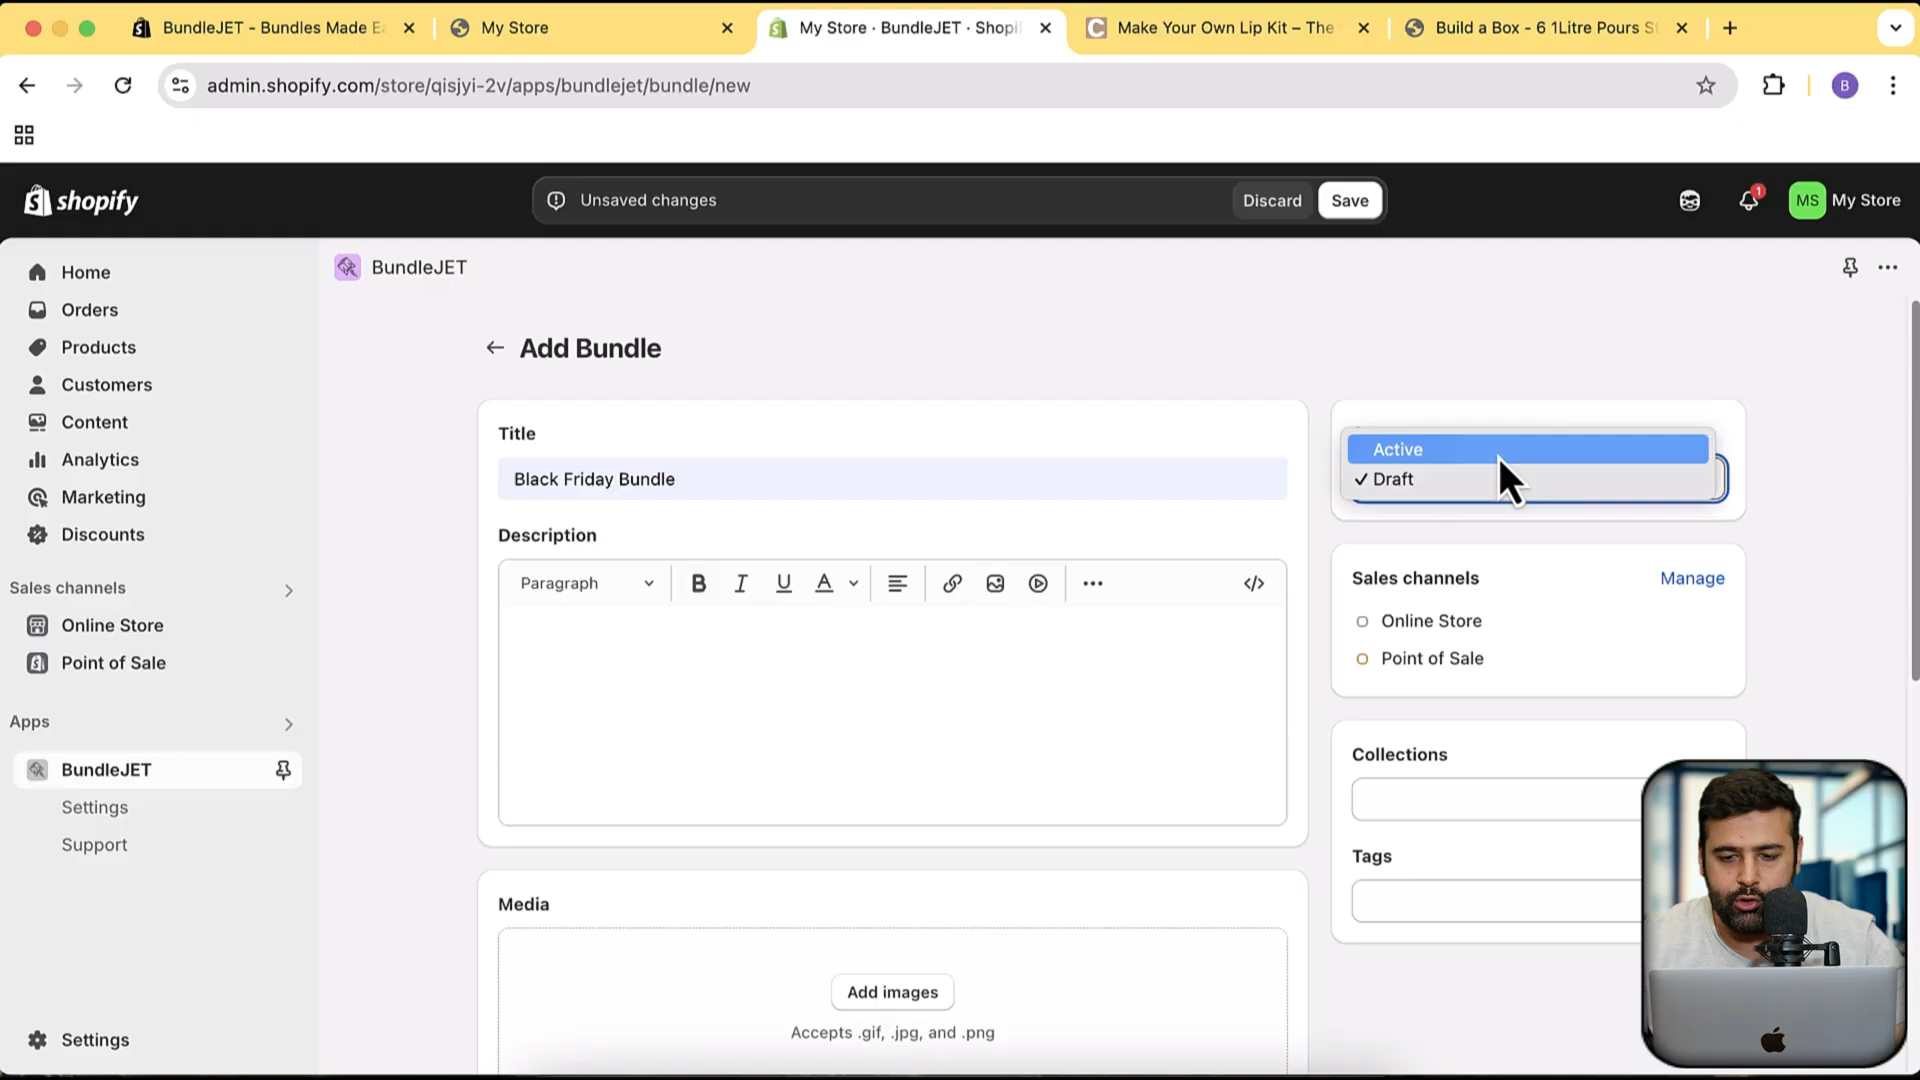 BundleJET - Bundles Made Ea
My Store
My Store · BundleJET · Shopif
Make Your Own Lip Kit – The
Build a Box - 6 1Litre Pours S
admin.shopify.com/store/qisjyi-2v/apps/bundlejet/bundle/new
B
shopify
Unsaved changes
Discard
Save
1
MS
My Store
Home
Orders
Products
Customers
Content
Analytics
Marketing
Discounts
Sales channels
Online Store
Point of Sale
Apps
BundleJET
Settings
Support
Settings
BundleJET
Add Bundle
Title
Black Friday Bundle
Description
Paragraph
B I U A
Media
Add images
Accepts .gif, .jpg, and .png
Active
✓ Draft
Sales channels
Manage
Online Store
Point of Sale
Collections
Tags